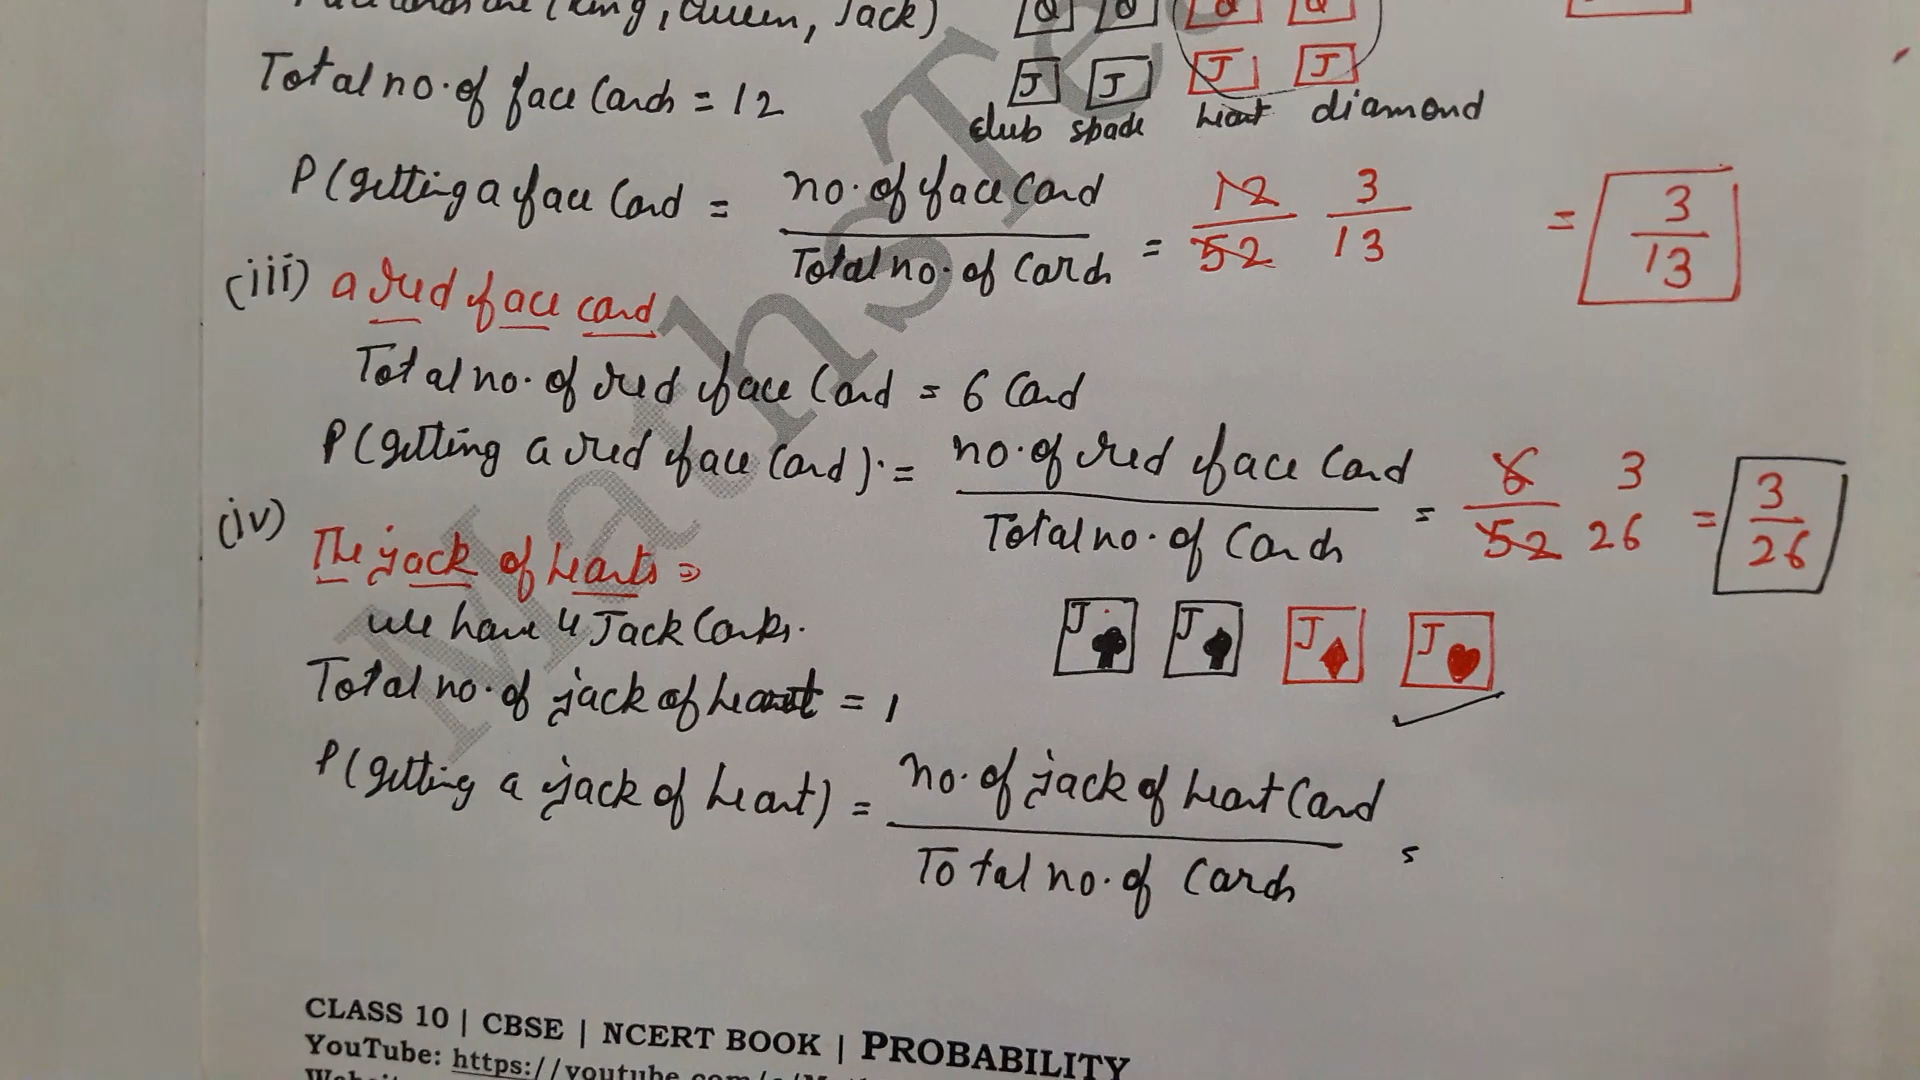 (King, Queen, Jack)
Q Q Q Q
Total no. of face Cards = 12
J J J J
club spade heart diamond
P(getting a face Card = no. of face Card / Total no. of Cards = 12/52 3/13 = 3/13
(iii) a red face card
Total no. of red face Card = 6 Card
P(getting a red face Card). = no. of red face Card / Total no. of Cards = 6/52 3/26 = 3/26
(iv) The jack of hearts ⇒
we have 4 Jack Cards.
J J J J
Total no. of jack of heart = 1
P(getting a jack of heart) = no. of jack of heart Card / Total no. of Cards =
MathsTe
CLASS 10 | CBSE | NCERT BOOK | PROBABILITY
YouTube: https://youtube.com/